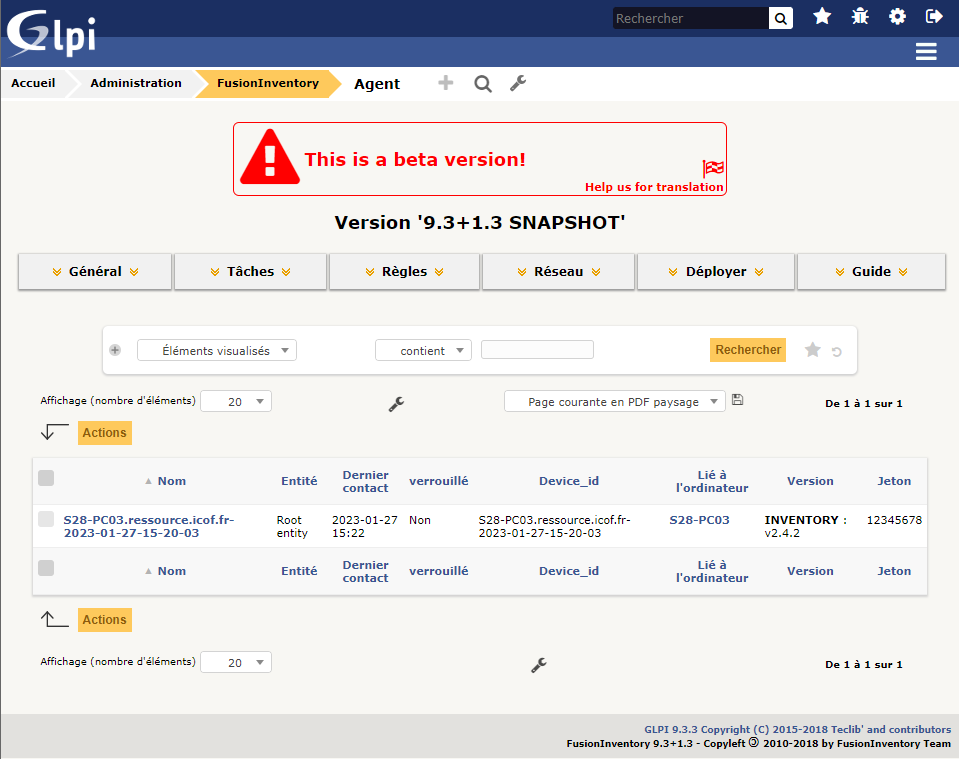 Rechercher
Glpi
Accueil Administration FusionInventory Agent
This is a beta version!
Help us for translation
Version '9.3+1.3 SNAPSHOT'
Général Tâches Règles Réseau Déployer Guide
Éléments visualisés contient Rechercher
Affichage (nombre d'éléments) 20 Page courante en PDF paysage De 1 à 1 sur 1
Actions
Nom Entité Dernier contact verrouillé Device_id Lié à l'ordinateur Version Jeton
S28-PC03.ressource.icof.fr- Root 2023-01-27 Non S28-PC03.ressource.icof.fr- S28-PC03 INVENTORY : 12345678
2023-01-27-15-20-03 entity 15:22 2023-01-27-15-20-03 v2.4.2
Nom Entité Dernier contact verrouillé Device_id Lié à l'ordinateur Version Jeton
Actions
Affichage (nombre d'éléments) 20 De 1 à 1 sur 1
GLPI 9.3.3 Copyright (C) 2015-2018 Teclib' and contributors
FusionInventory 9.3+1.3 - Copyleft 🄯 2010-2018 by FusionInventory Team